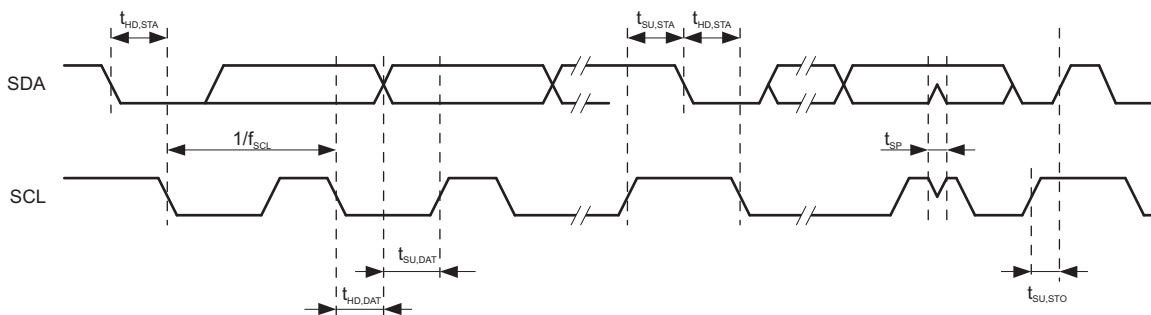 tHD,STA
tSU,STA
tHD,STA
SDA
1/fSCL
tSP
SCL
tSU,DAT
tHD,DAT
tSU,STO